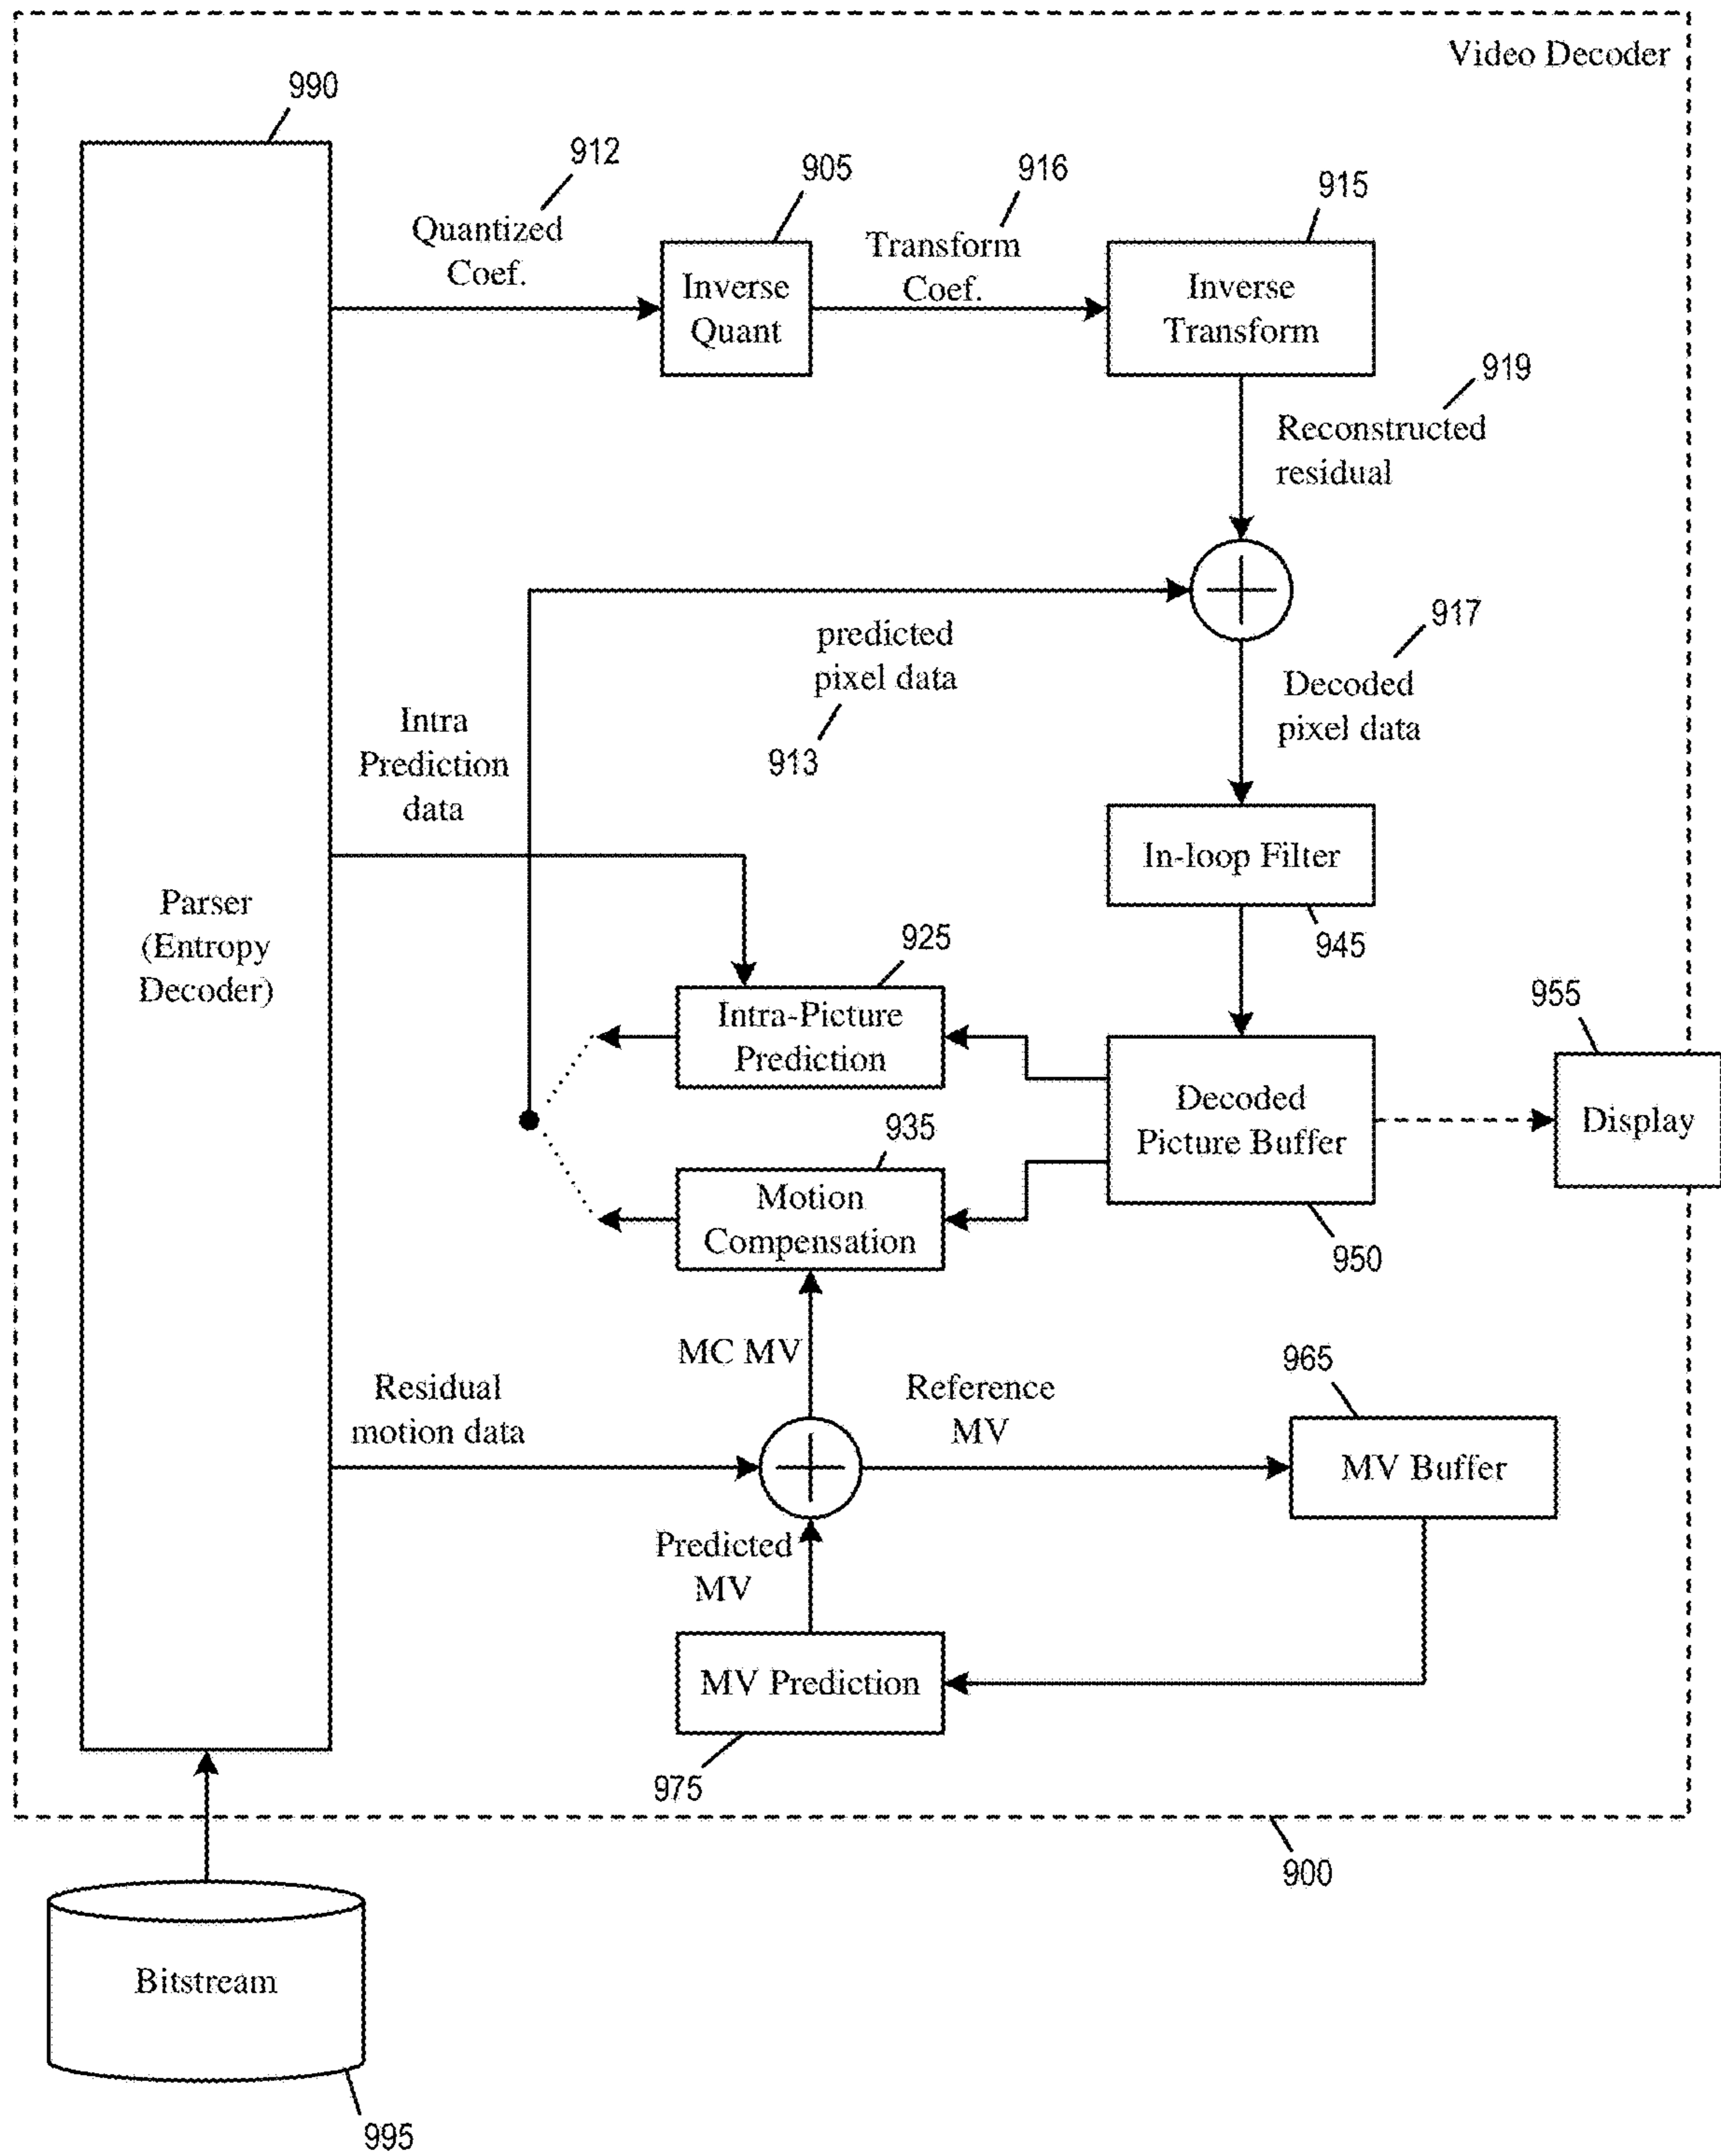 Video Decoder
990
912
905
916
915
Quantized
Coef.
Transform
Coef.
Inverse
Quant
Inverse
Transform
919
Reconstructed
residual
917
predicted
pixel data
913
Decoded
pixel data
Intra
Prediction
data
In-loop Filter
945
Parser
(Entropy
Decoder)
925
Intra-Picture
Prediction
955
Decoded
Picture Buffer
Display
935
Motion
Compensation
950
MC MV
965
Residual
motion data
Reference
MV
MV Buffer
Predicted
MV
MV Prediction
975
900
Bitstream
995